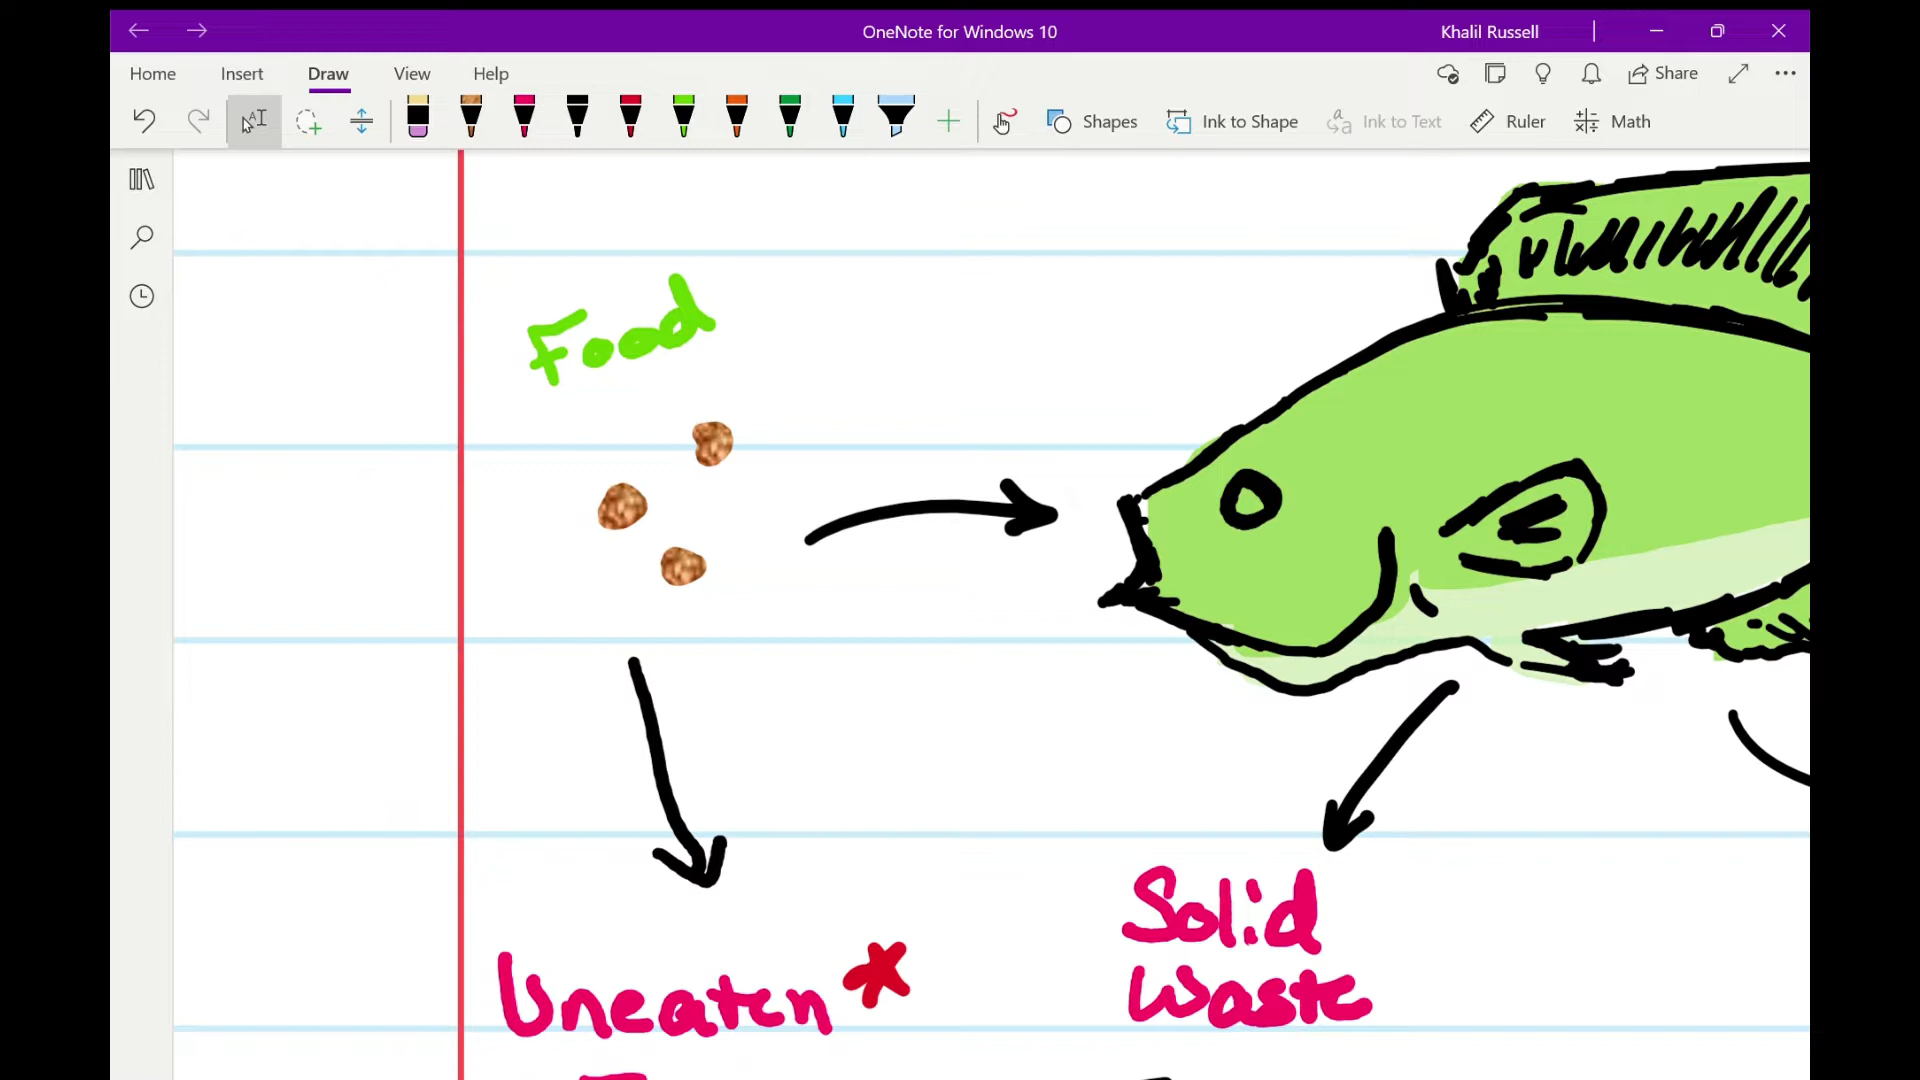 OneNote for Windows 10
Khalil Russell
Home Insert Draw View Help
Share
Shapes Ink to Shape Ink to Text Ruler Math
Food
Solid
Waste
Uneaten*